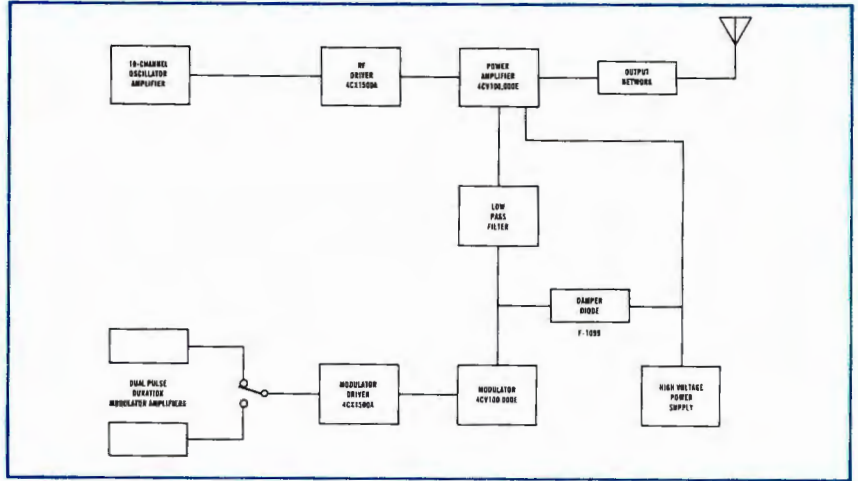 10-CHANNEL
OSCILLATOR
AMPLIFIER
RF
DRIVER
4CX1500A
POWER
AMPLIFIER
4CV100,000E
OUTPUT
NETWORK
LOW
PASS
FILTER
DAMPER
DIODE
F-1099
DUAL PULSE
DURATION
MODULATOR AMPLIFIERS
MODULATOR
DRIVER
4CX1500A
MODULATOR
4CV100,000E
HIGH VOLTAGE
POWER
SUPPLY